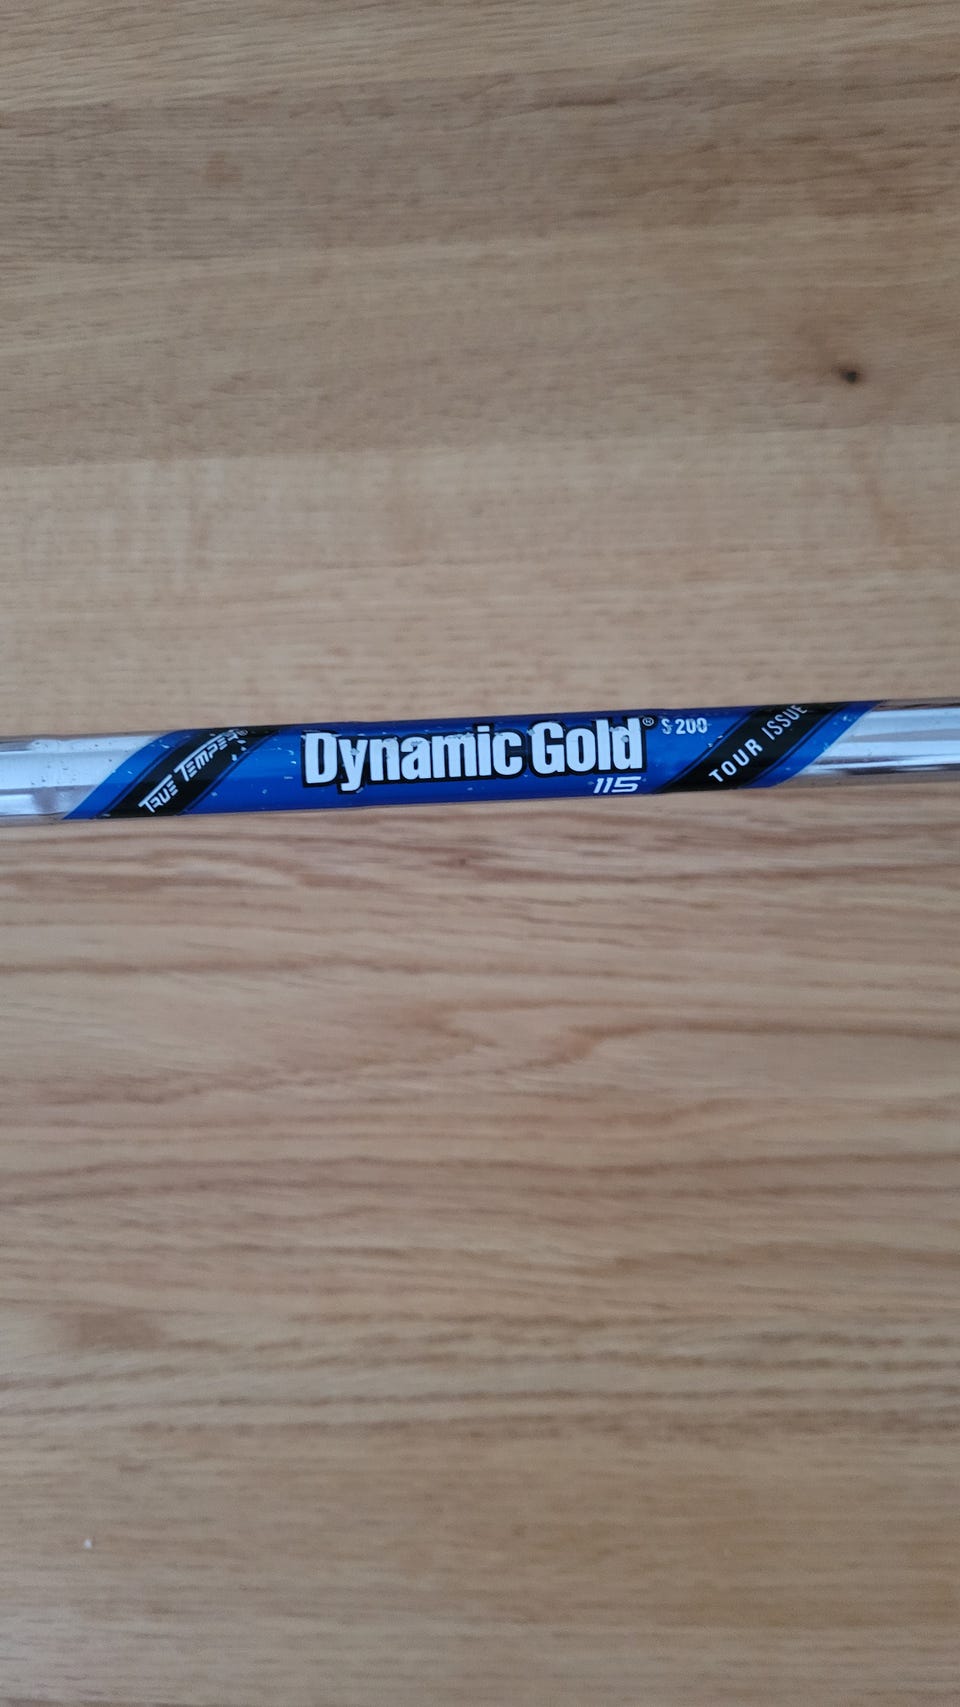 TRUE TEMPER®
Dynamic Gold® S200
115
TOUR ISSUE